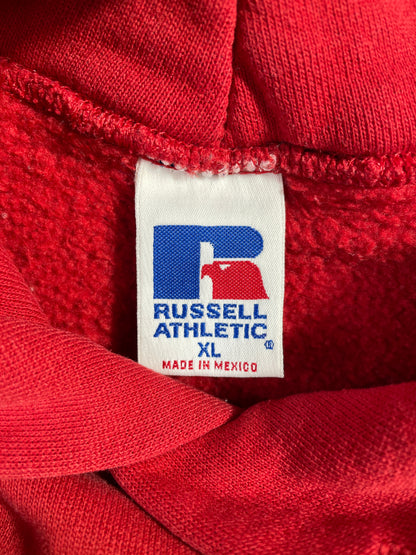 R
RUSSELL
ATHLETIC®
XL
MADE IN MEXICO